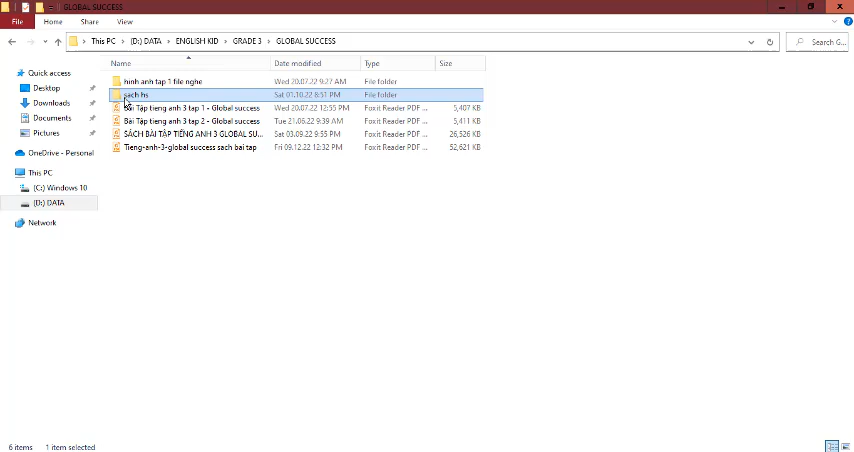 GLOBAL SUCCESS
File Home Share View
This PC > (D:) DATA > ENGLISH KID > GRADE 3 > GLOBAL SUCCESS Search G...
Name Date modified Type Size
Quick access
Desktop
Downloads
Documents
Pictures
OneDrive - Personal
This PC
(C:) Windows 10
(D:) DATA
Network
hinh anh tap 1 file nghe Wed 20.07.22 9:27 AM File folder
sach hs Sat 01.10.22 8:51 PM File folder
Bài Tập tieng anh 3 tap 1 - Global success Wed 20.07.22 12:55 PM Foxit Reader PDF ... 5,407 KB
Bài Tập tieng anh 3 tap 2 - Global success Tue 21.06.22 9:39 AM Foxit Reader PDF ... 5,411 KB
SÁCH BÀI TẬP TIẾNG ANH 3 GLOBAL SU... Sat 03.09.22 9:55 PM Foxit Reader PDF ... 26,526 KB
Tieng-anh-3-global success sach bai tap Fri 09.12.22 12:32 PM Foxit Reader PDF ... 52,621 KB
6 items 1 item selected